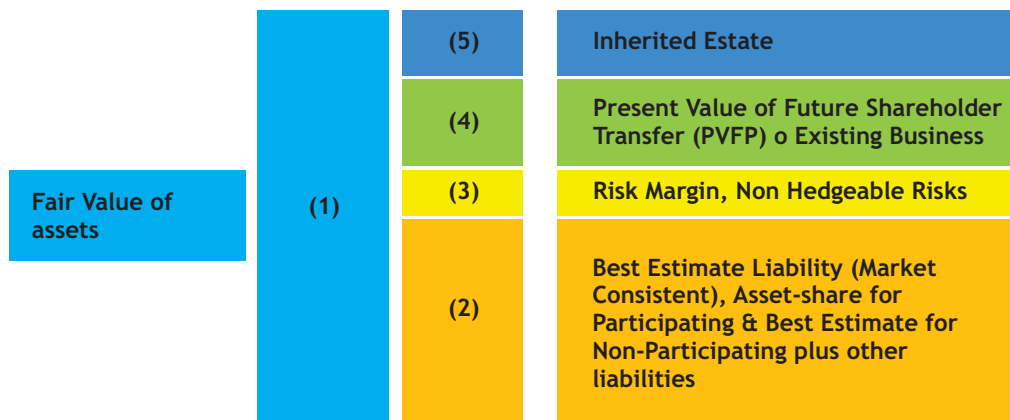 (5)
Inherited Estate
(4)
Present Value of Future Shareholder
Transfer (PVFP) o Existing Business
Fair Value of
assets
(1)
(3)
Risk Margin, Non Hedgeable Risks
(2)
Best Estimate Liability (Market
Consistent), Asset-share for
Participating & Best Estimate for
Non-Participating plus other
liabilities